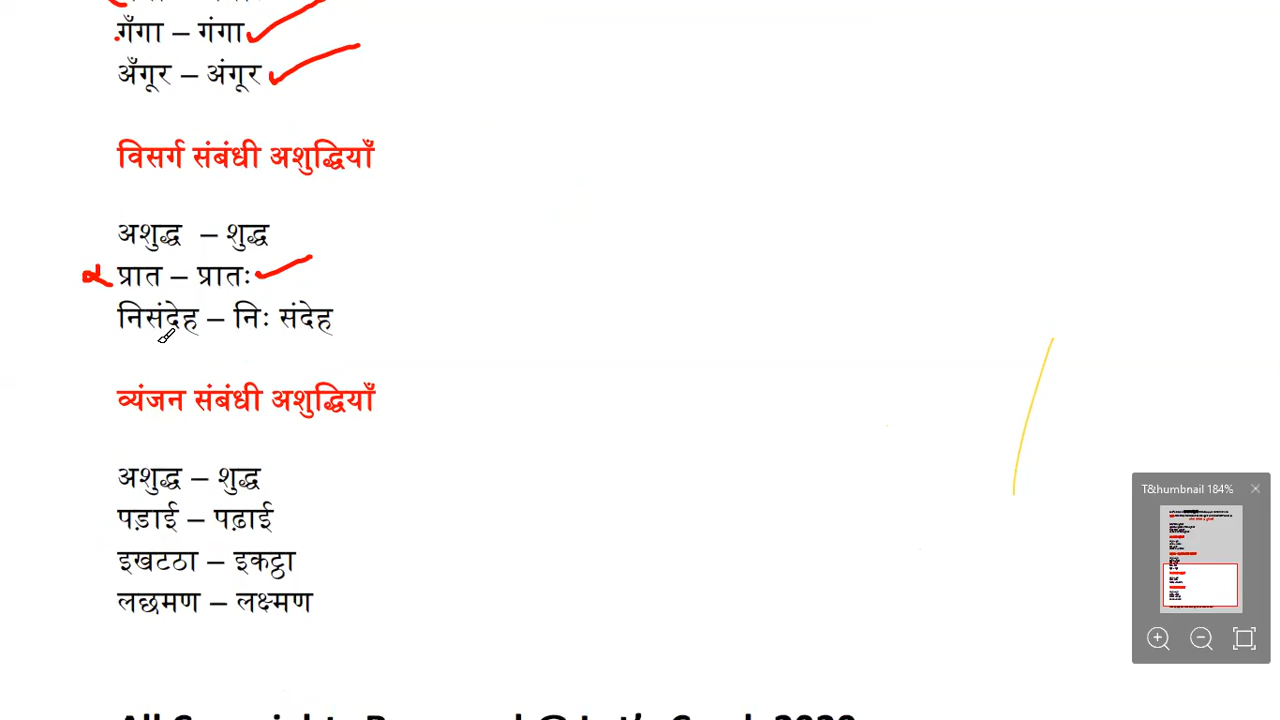 गँगा – गंगा
अँगूर – अंगूर
विसर्ग संबंधी अशुद्धियाँ
अशुद्ध – शुद्ध
प्रात – प्रातः
निसंदेह – निः संदेह
व्यंजन संबंधी अशुद्धियाँ
अशुद्ध – शुद्ध
पड़ाई – पढ़ाई
इखटठा – इकट्ठा
लछमण – लक्ष्मण
T&thumbnail 184%